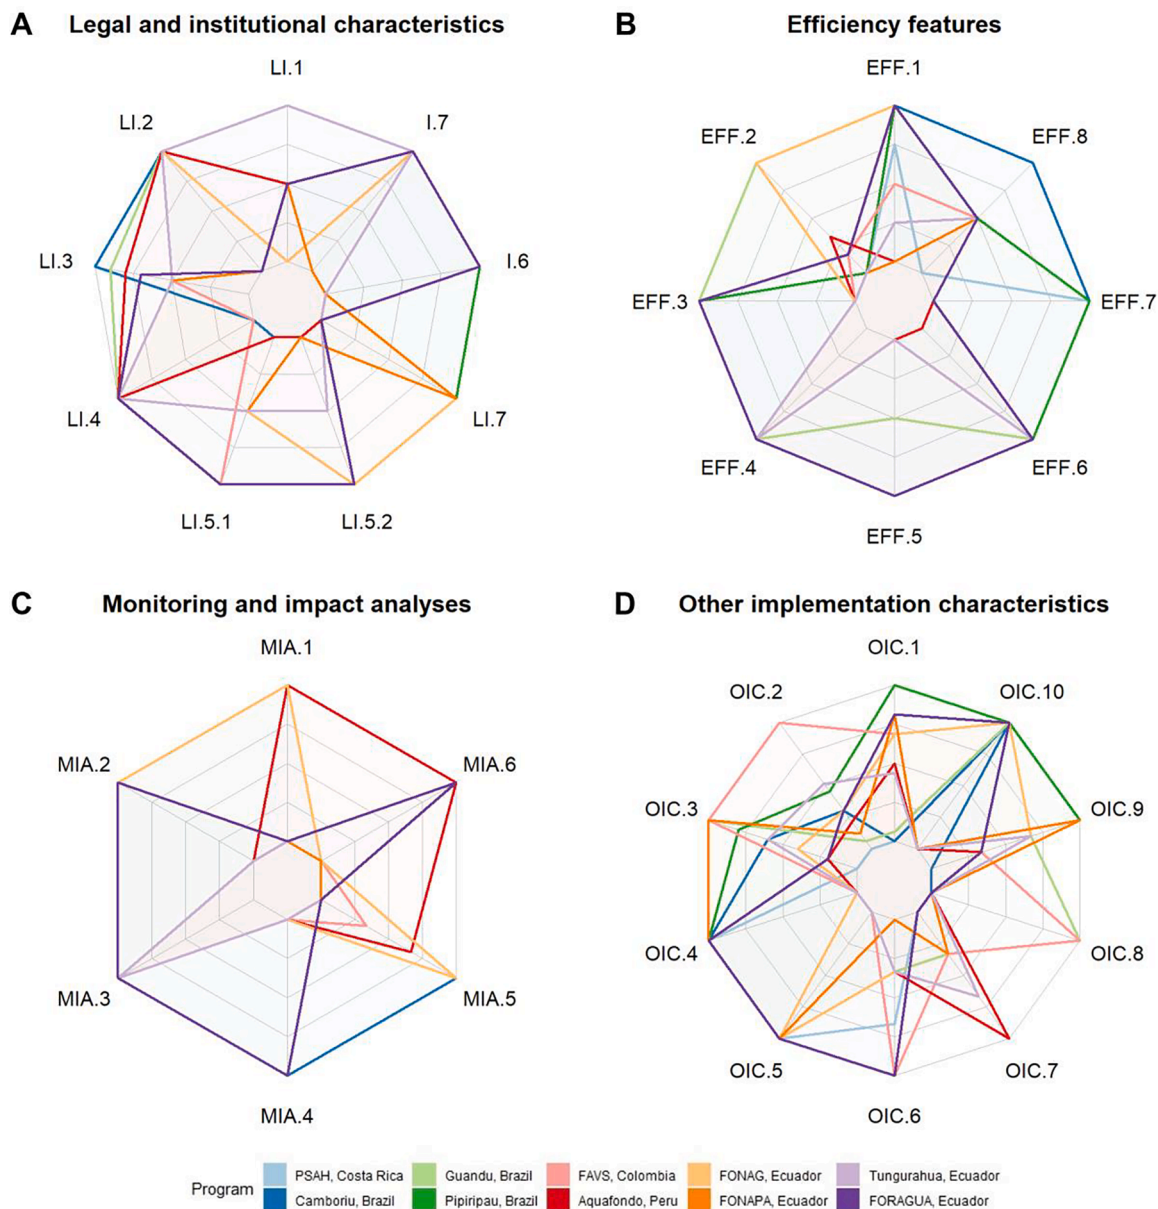 A Legal and institutional characteristics
LI.1
LI.2
I.7
LI.3
I.6
LI.4
LI.7
LI.5.1
LI.5.2
B Efficiency features
EFF.1
EFF.2
EFF.8
EFF.3
EFF.7
EFF.4
EFF.6
EFF.5
C Monitoring and impact analyses
MIA.1
MIA.2
MIA.6
MIA.3
MIA.5
MIA.4
D Other implementation characteristics
OIC.1
OIC.2
OIC.10
OIC.3
OIC.9
OIC.4
OIC.8
OIC.5
OIC.7
OIC.6
Program
PSAH, Costa Rica
Guandu, Brazil
FAVS, Colombia
FONAG, Ecuador
Tungurahua, Ecuador
Camboriu, Brazil
Pipiripau, Brazil
Aquafondo, Peru
FONAPA, Ecuador
FORAGUA, Ecuador